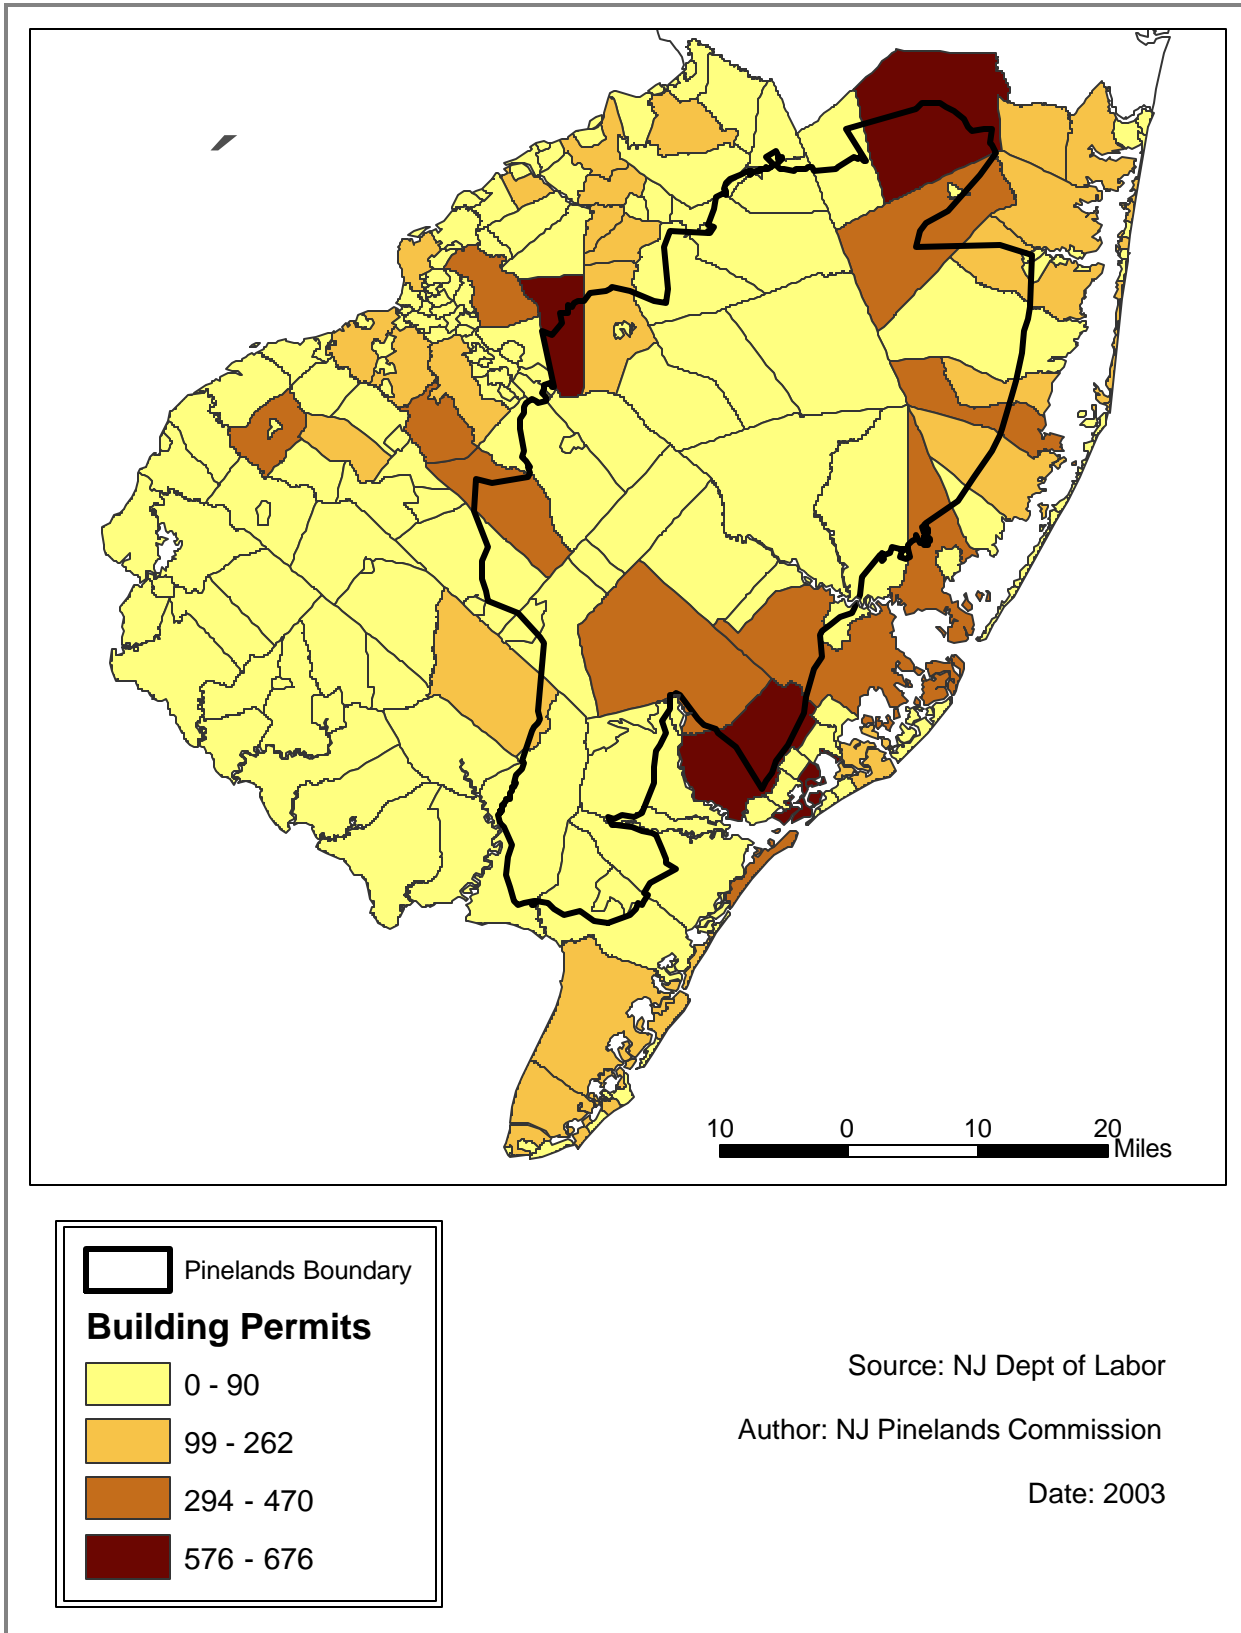 10 0 10 20
Miles
Pinelands Boundary
Building Permits
0 - 90
99 - 262
294 - 470
576 - 676
Source: NJ Dept of Labor
Author: NJ Pinelands Commission
Date: 2003